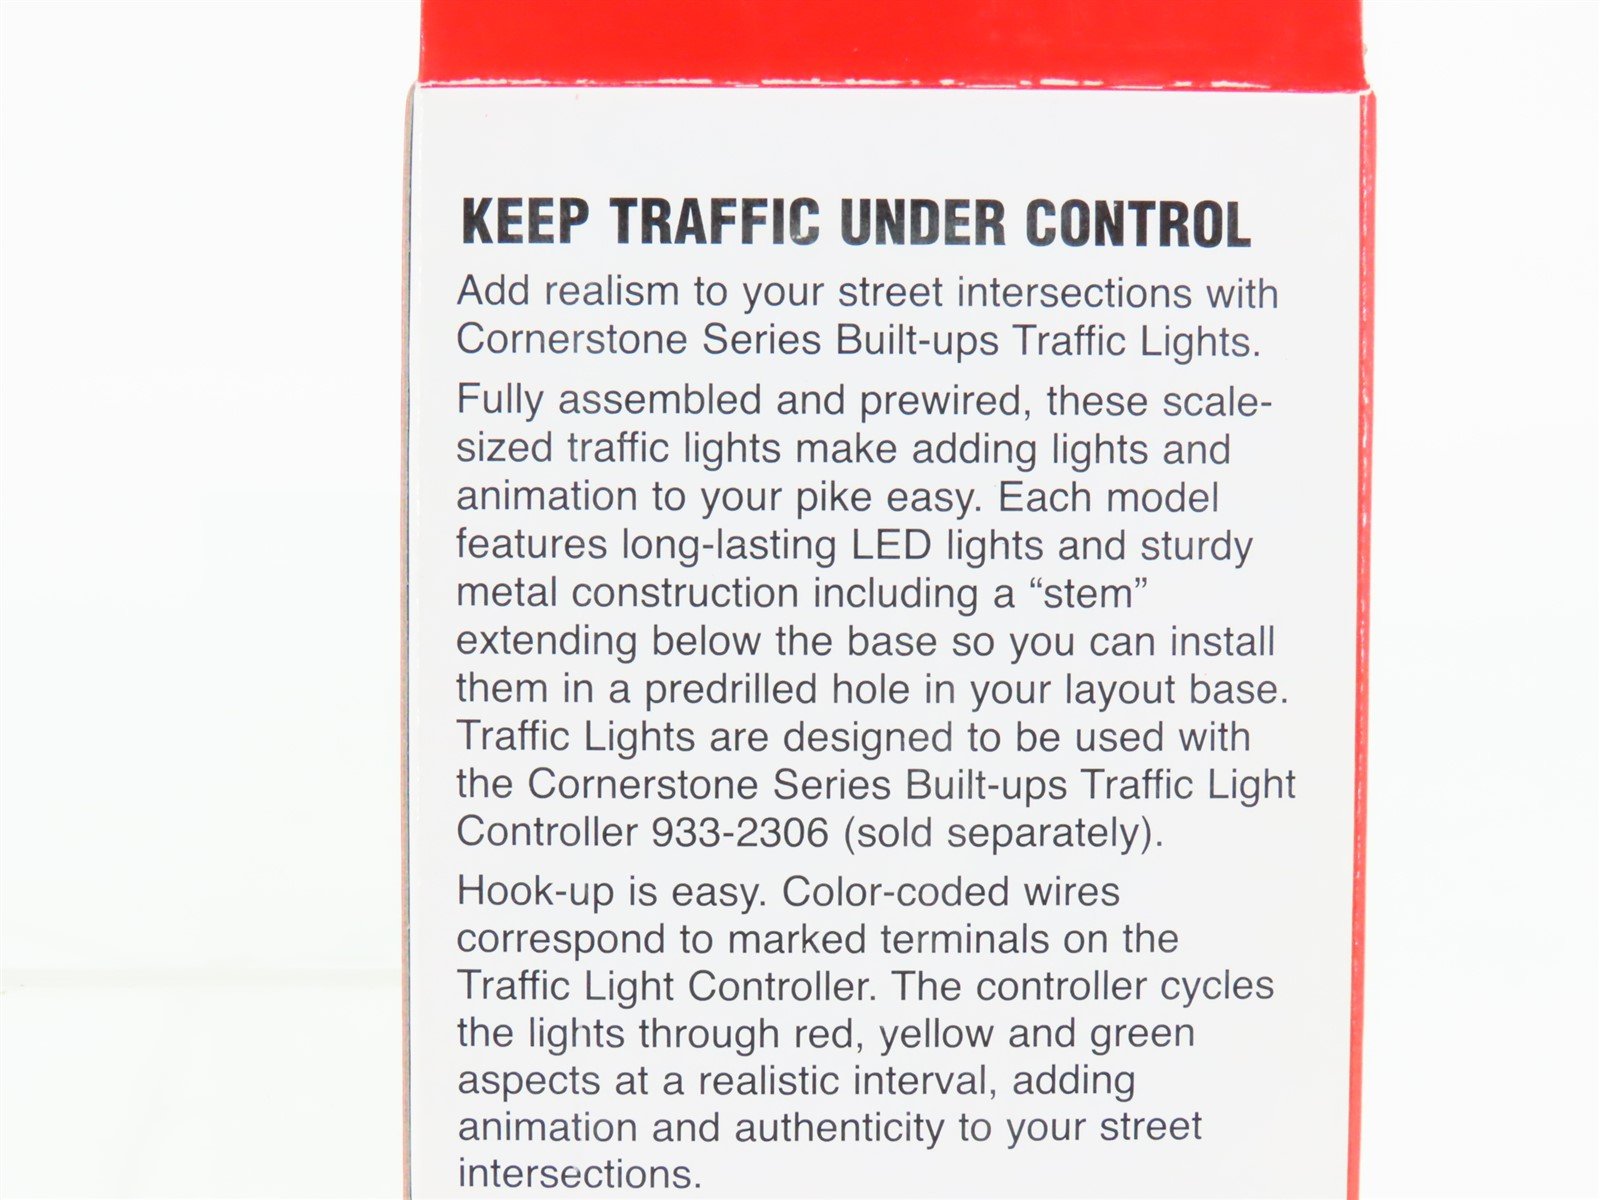 KEEP TRAFFIC UNDER CONTROL
Add realism to your street intersections with
Cornerstone Series Built-ups Traffic Lights.
Fully assembled and prewired, these scale-
sized traffic lights make adding lights and
animation to your pike easy. Each model
features long-lasting LED lights and sturdy
metal construction including a “stem”
extending below the base so you can install
them in a predrilled hole in your layout base.
Traffic Lights are designed to be used with
the Cornerstone Series Built-ups Traffic Light
Controller 933-2306 (sold separately).
Hook-up is easy. Color-coded wires
correspond to marked terminals on the
Traffic Light Controller. The controller cycles
the lights through red, yellow and green
aspects at a realistic interval, adding
animation and authenticity to your street
intersections.